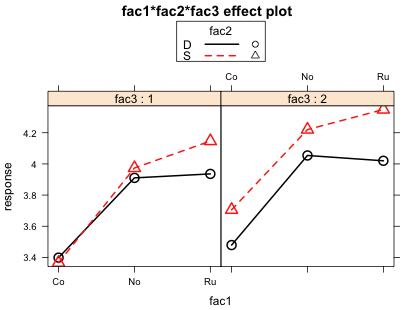 fac1*fac2*fac3 effect plot
fac2
D
S
Co No Ru
fac3 : 1 fac3 : 2
4.2
4
3.8
3.6
3.4
response
Co No Ru
fac1